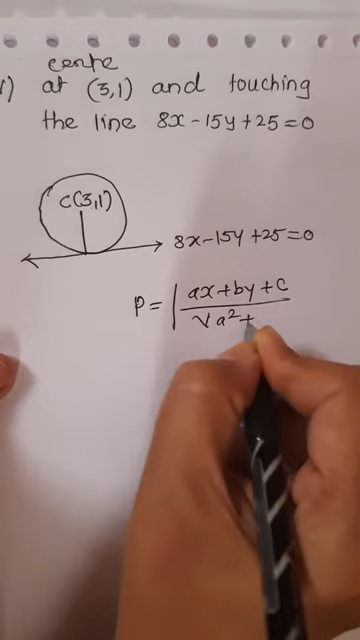 centre
1) at (3,1) and touching
the line 8x-15y+25=0
C(3,1)
8x-15y+25=0
P = | ax+by+c
√a²+